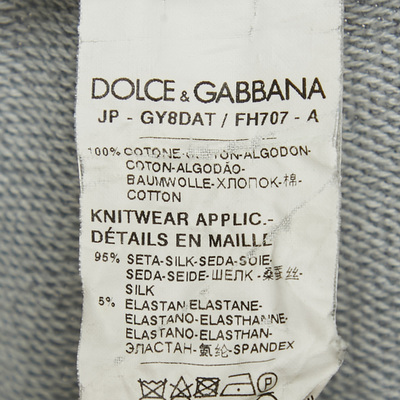 DOLCE & GABBANA
JP - GY8DAT / FH707 - A
100% COTONE-COTTON-ALGODON-
COTON-ALGODÃO-
BAUMWOLLE-ХЛОПОК-棉-
COTTON
KNITWEAR APPLIC.-
DÉTAILS EN MAILLE
95% SETA-SILK-SEDA-SOIE-
SEDA-SEIDE-ШЕЛК-桑蚕丝-
SILK
5% ELASTAN-ELASTANE-
ELASTANO-ELASTHANNE-
ELASTANO-ELASTHAN-
ЭЛАСТАН-氨纶-SPANDEX
P